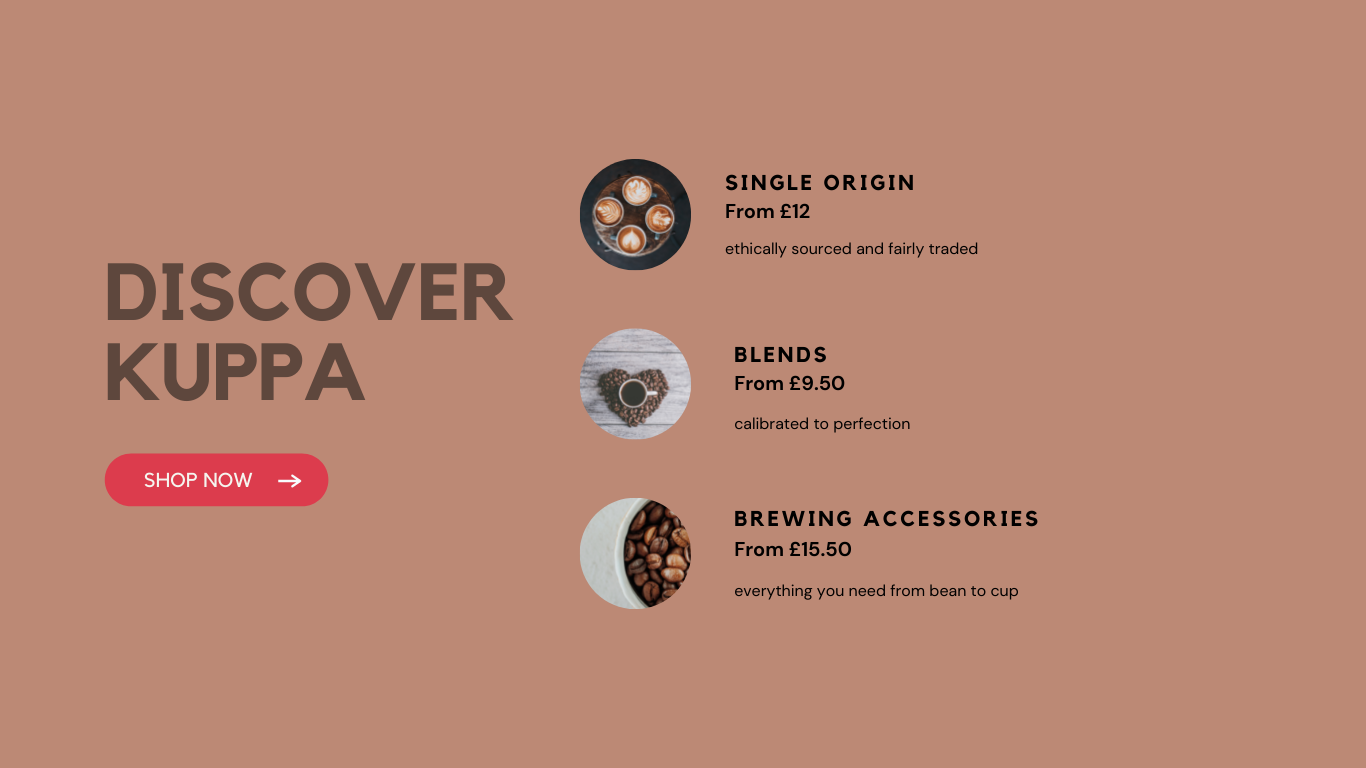 DISCOVER
KUPPA
SHOP NOW
SINGLE ORIGIN
From £12
ethically sourced and fairly traded
BLENDS
From £9.50
calibrated to perfection
BREWING ACCESSORIES
From £15.50
everything you need from bean to cup